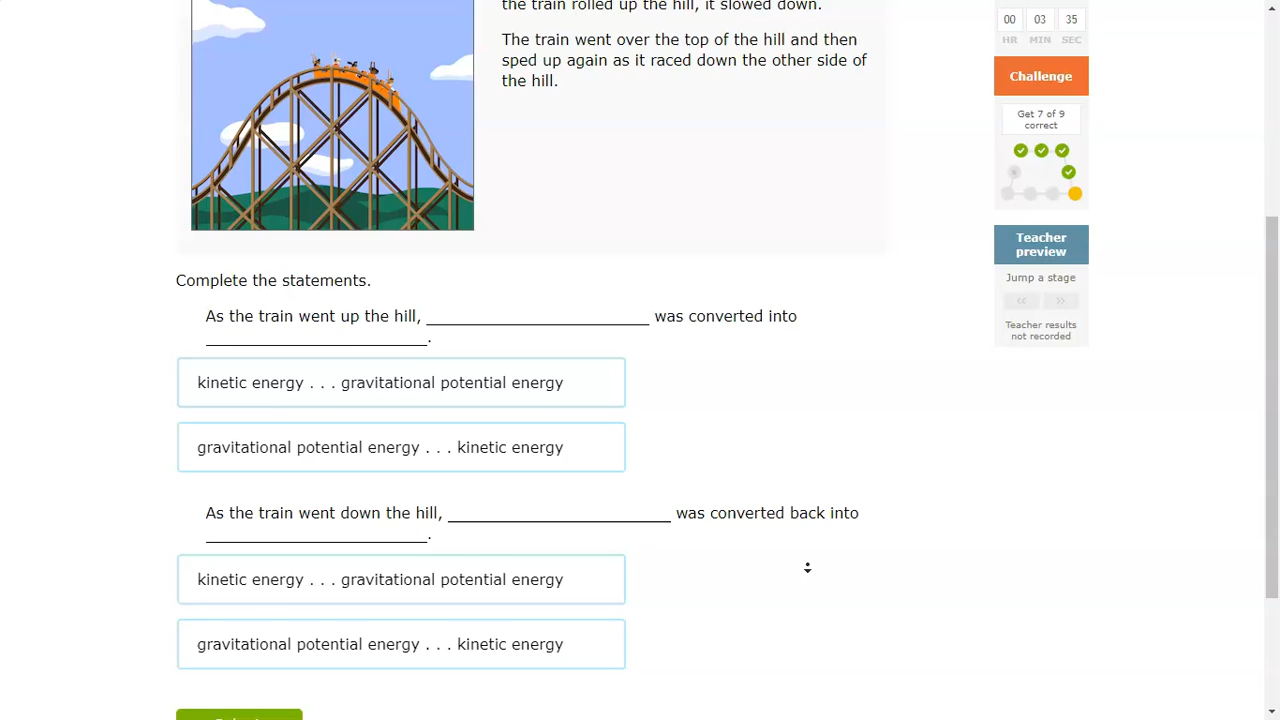 the train rolled up the hill, it slowed down.
The train went over the top of the hill and then
sped up again as it raced down the other side of
the hill.
Complete the statements.
As the train went up the hill, ____________________ was converted into
____________________.
kinetic energy . . . gravitational potential energy
gravitational potential energy . . . kinetic energy
As the train went down the hill, ____________________ was converted back into
____________________.
kinetic energy . . . gravitational potential energy
gravitational potential energy . . . kinetic energy
00 03 35
HR MIN SEC
Challenge
Get 7 of 9
correct
Teacher
preview
Jump a stage
<< >>
Teacher results
not recorded